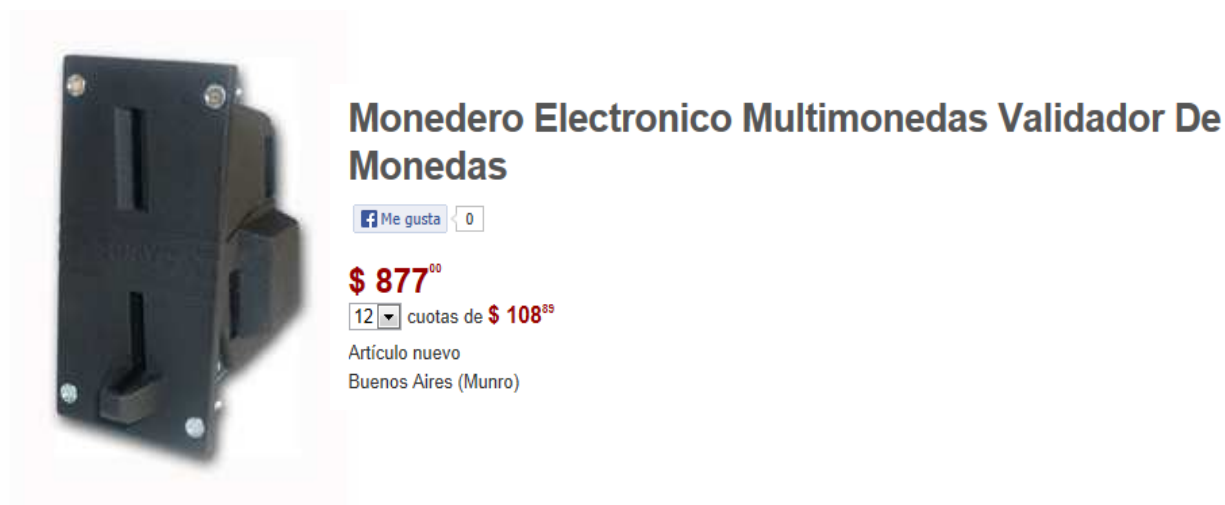 Monedero Electronico Multimonedas Validador De
Monedas
Me gusta 0
$ 877⁰⁰
12 cuotas de $ 108⁸⁹
Artículo nuevo
Buenos Aires (Munro)